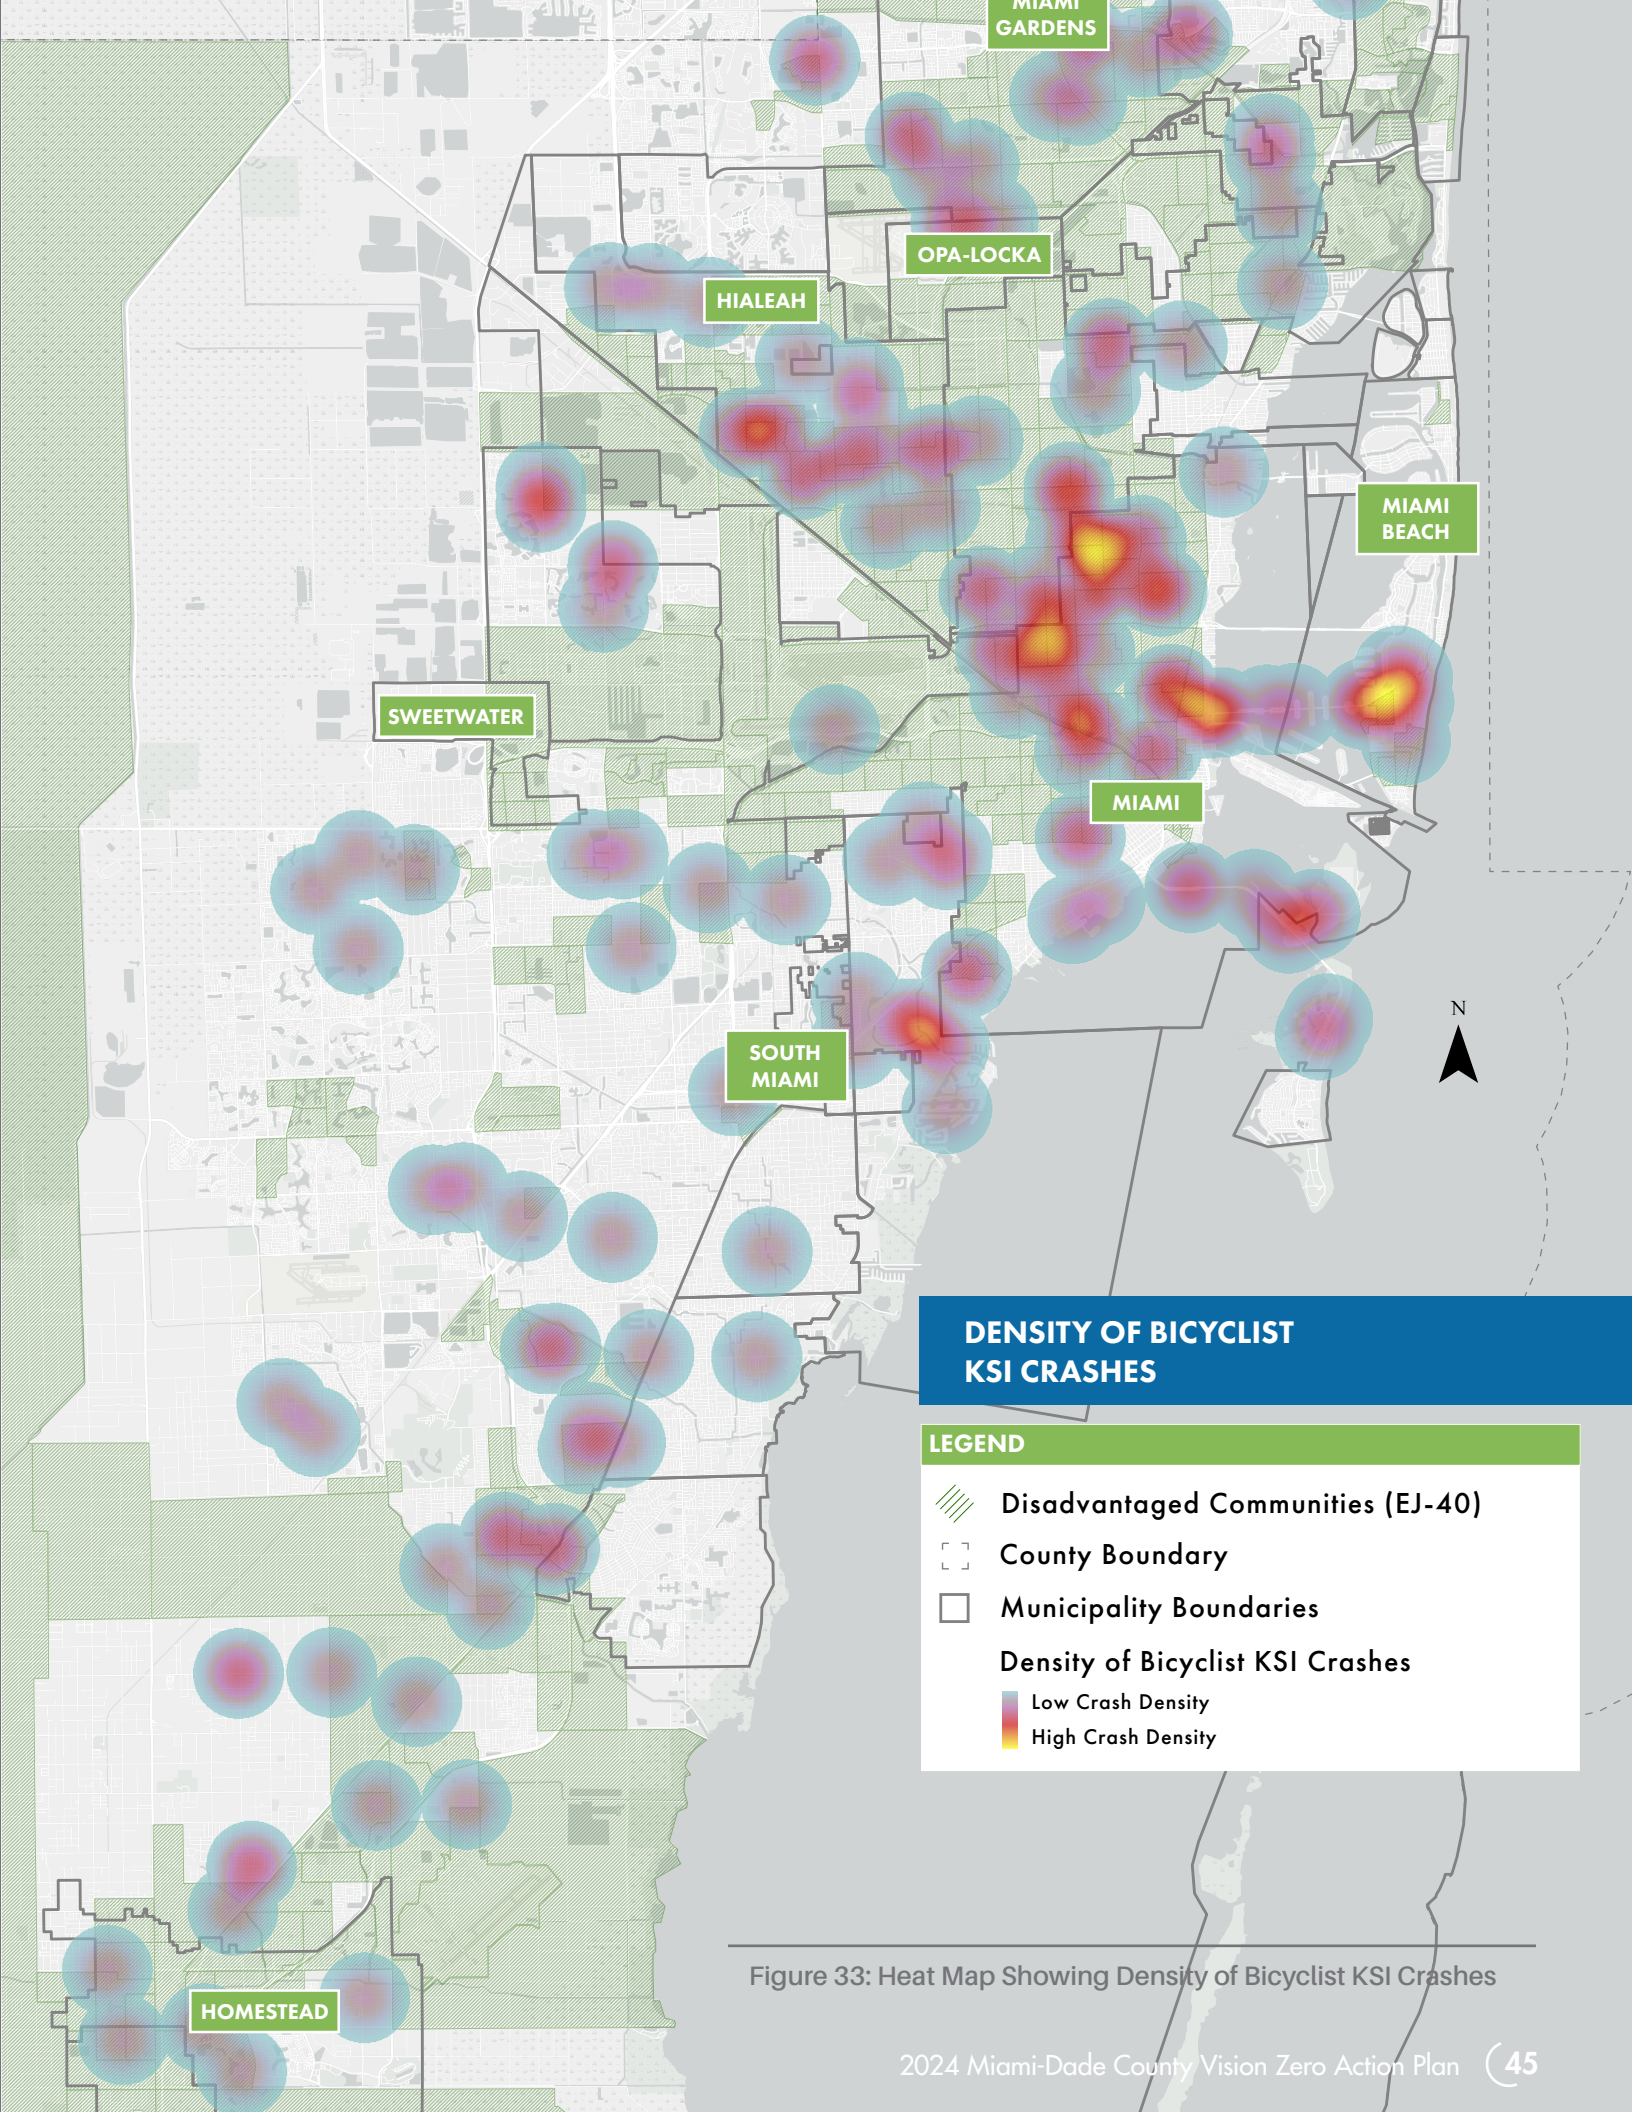 MIAMI
GARDENS
OPA-LOCKA
HIALEAH
MIAMI
BEACH
SWEETWATER
MIAMI
SOUTH
MIAMI
N
DENSITY OF BICYCLIST
KSI CRASHES
LEGEND
Disadvantaged Communities (EJ-40)
County Boundary
Municipality Boundaries
Density of Bicyclist KSI Crashes
Low Crash Density
High Crash Density
HOMESTEAD
Figure 33: Heat Map Showing Density of Bicyclist KSI Crashes
2024 Miami-Dade County Vision Zero Action Plan 45